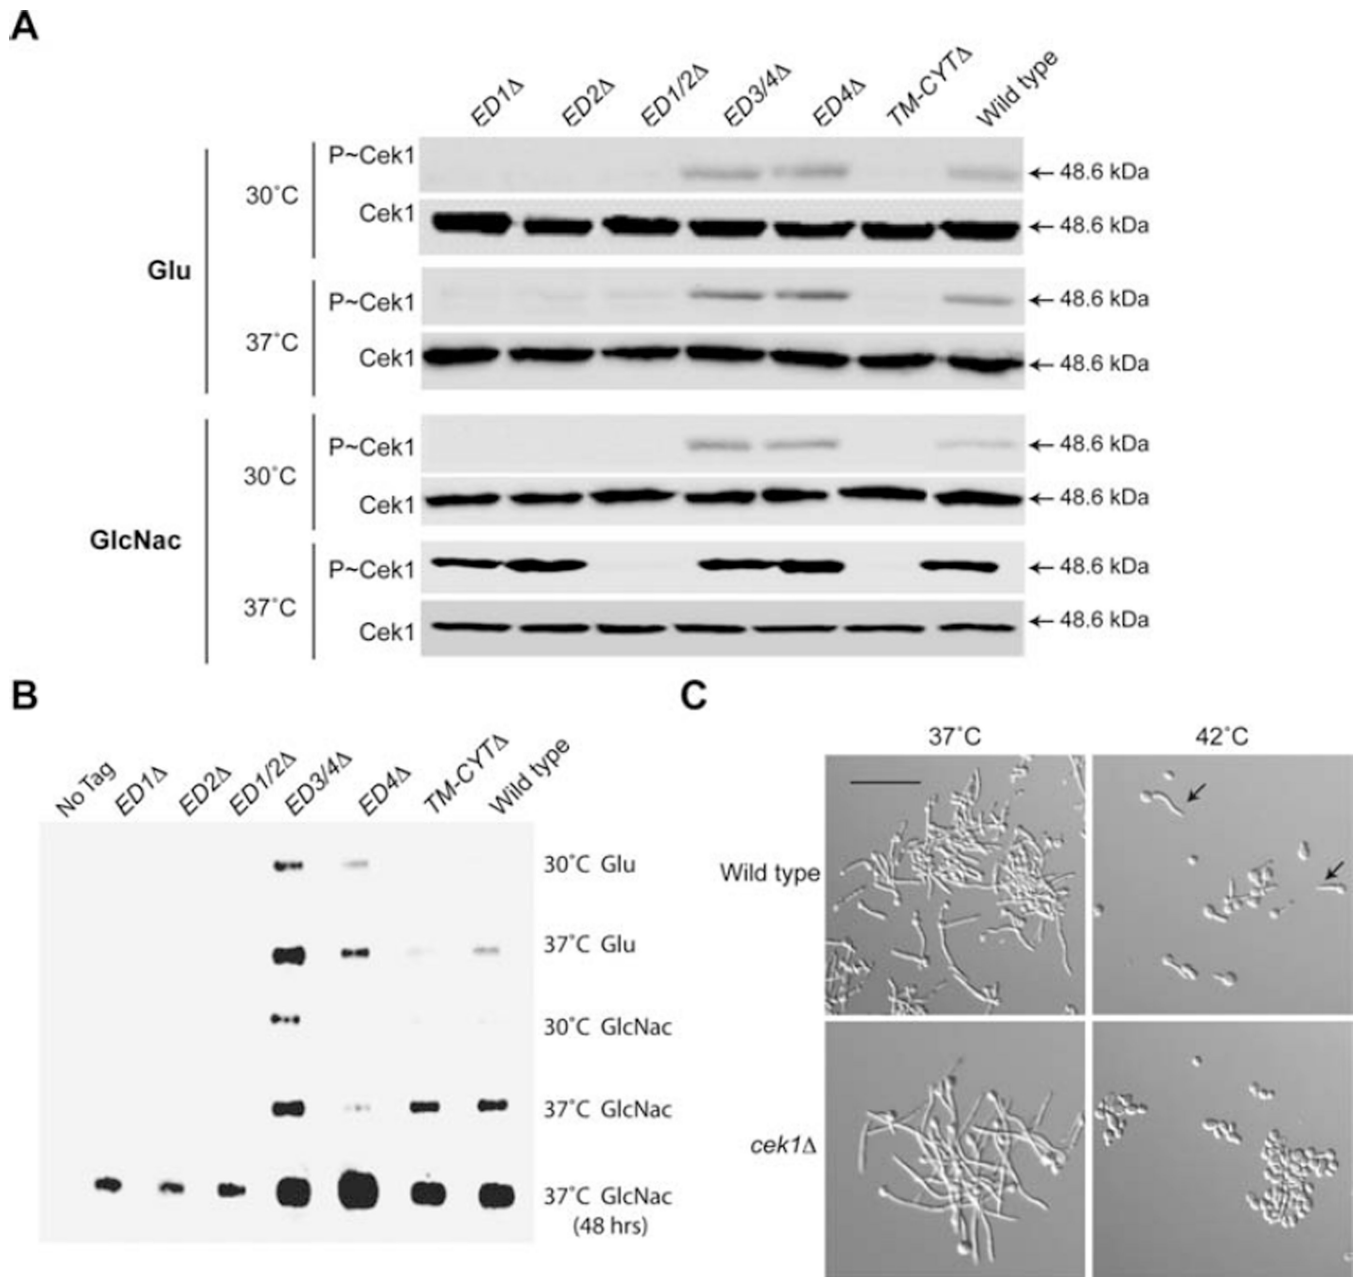 A
ED1Δ ED2Δ ED1/2Δ ED3/4Δ ED4Δ TM-CYTΔ Wild type
Glu
30˚C
P~Cek1 ← 48.6 kDa
Cek1 ← 48.6 kDa
37˚C
P~Cek1 ← 48.6 kDa
Cek1 ← 48.6 kDa
GlcNac
30˚C
P~Cek1 ← 48.6 kDa
Cek1 ← 48.6 kDa
37˚C
P~Cek1 ← 48.6 kDa
Cek1 ← 48.6 kDa
B
No Tag ED1Δ ED2Δ ED1/2Δ ED3/4Δ ED4Δ TM-CYTΔ Wild type
30˚C Glu
37˚C Glu
30˚C GlcNac
37˚C GlcNac
37˚C GlcNac
(48 hrs)
C
37˚C 42˚C
Wild type
cek1Δ